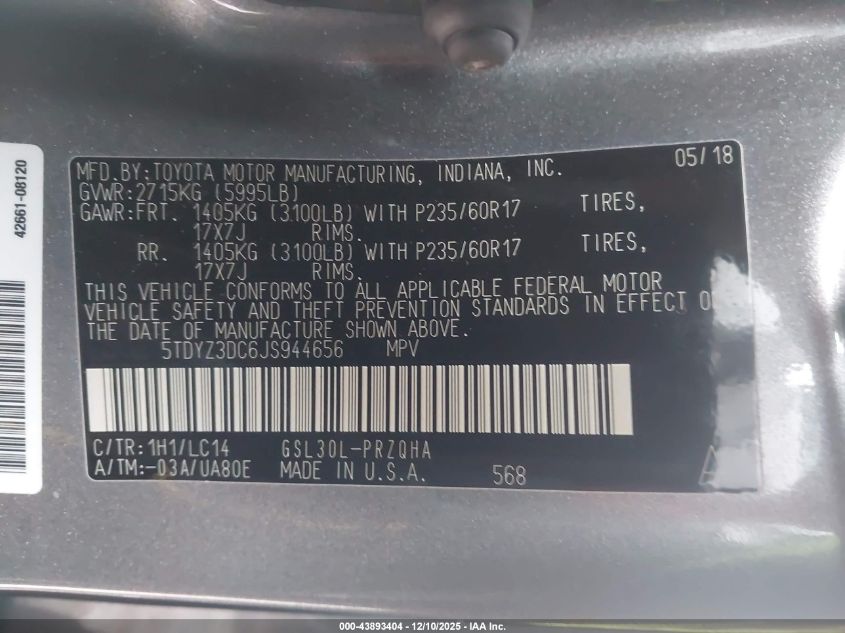 42661-08120
05/18
MFD.BY:TOYOTA MOTOR MANUFACTURING, INDIANA, INC.
GVWR:2715KG (5995LB)
GAWR:FRT. 1405KG (3100LB) WITH P235/60R17 TIRES,
17X7J RIMS.
RR. 1405KG (3100LB) WITH P235/60R17 TIRES,
17X7J RIMS.
THIS VEHICLE CONFORMS TO ALL APPLICABLE FEDERAL MOTOR
VEHICLE SAFETY AND THEFT PREVENTION STANDARDS IN EFFECT
THE DATE OF MANUFACTURE SHOWN ABOVE.
5TDYZ3DC6JS944656 MPV
C/TR:1H1/LC14 GSL30L-PRZQHA
A/TM:-03A/UA80E MADE IN U.S.A. 568
A
000-43893404 - 12/10/2025 - IAA Inc.